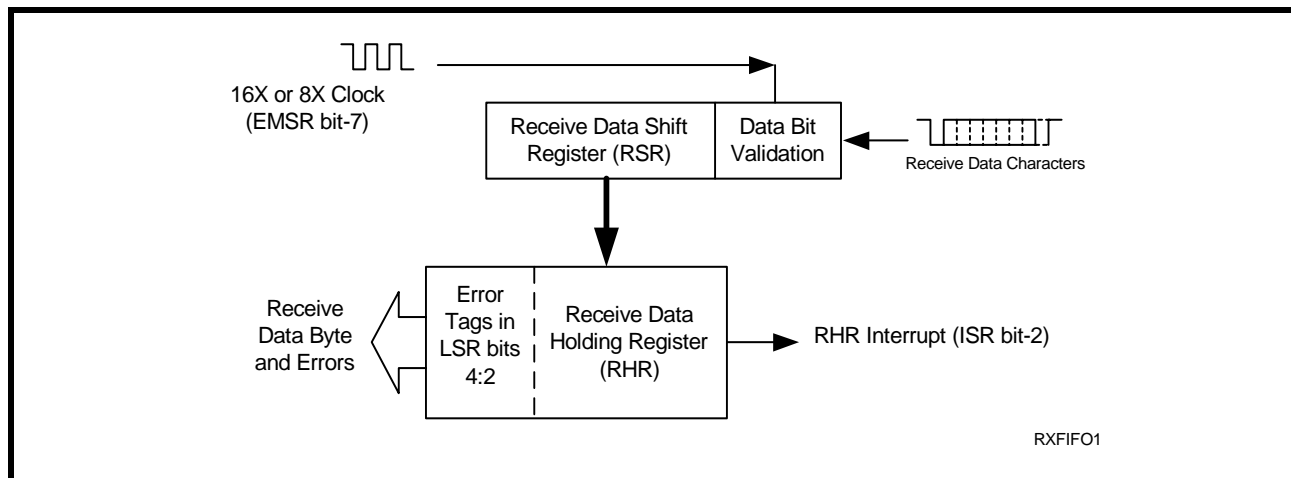 16X or 8X Clock
(EMSR bit-7)
Receive Data Shift
Register (RSR)
Data Bit
Validation
Receive Data Characters
Receive
Data Byte
and Errors
Error
Tags in
LSR bits
4:2
Receive Data
Holding Register
(RHR)
RHR Interrupt (ISR bit-2)
RXFIFO1